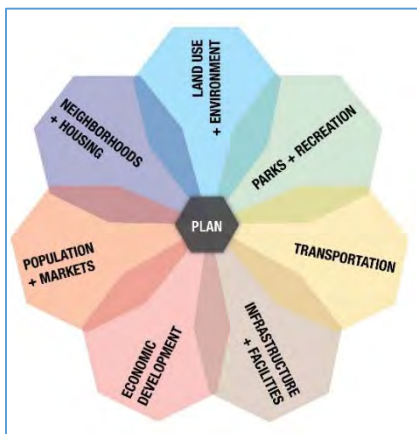 LAND USE
+ ENVIRONMENT
PARKS + RECREATION
TRANSPORTATION
INFRASTRUCTURE
+ FACILITIES
ECONOMIC
DEVELOPMENT
POPULATION
+ MARKETS
NEIGHBORHOODS
+ HOUSING
PLAN